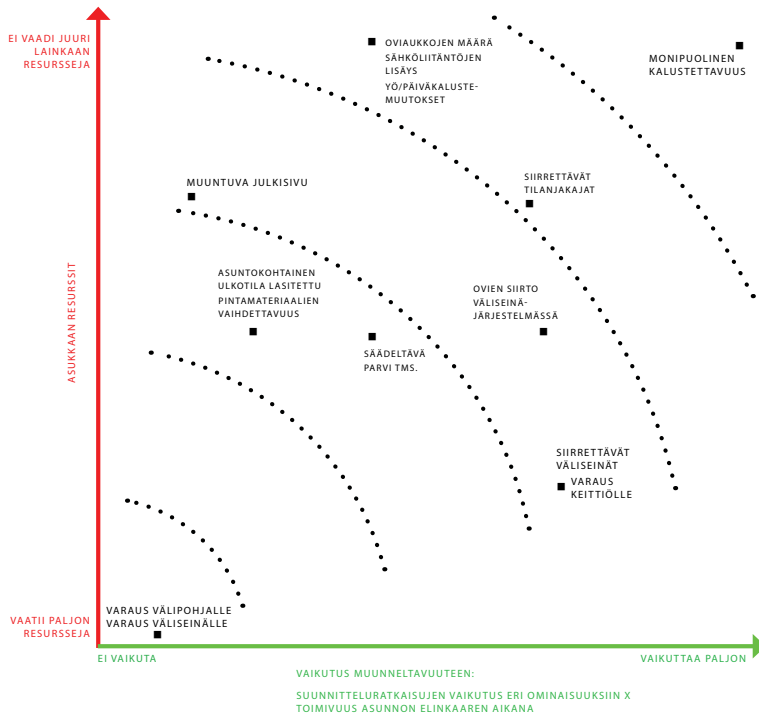 EI VAADI JUURI
LAINKAAN
RESURSSEJA
OVIAUKKOJEN MÄÄRÄ
SÄHKÖLIITÄNTÖJEN
LISÄYS
YÖ/PÄIVÄKALUSTE-
MUUTOKSET
MONIPUOLINEN
KALUSTETTAVUUS
MUUNTUVA JULKISIVU
SIIRRETTÄVÄT
TILANJAKAJAT
ASUNTOKOHTAINEN
ULKOTILA LASITETTU
PINTAMATERIAALIEN
VAIHDETTAVUUS
OVIEN SIIRTO
VÄLISEINÄ-
JÄRJESTELMÄSSÄ
ASUKKAAN RESURSSIT
SÄÄDELTÄVÄ
PARVI TMS.
SIIRRETTÄVÄT
VÄLISEINÄT
VARAUS
KEITTIÖLLE
VARAUS VÄLIPOHJALLE
VARAUS VÄLISEINÄLLE
VAATII PALJON
RESURSSEJA
EI VAIKUTA
VAIKUTTAA PALJON
VAIKUTUS MUUNNELTAVUUTEEN:
SUUNNITTELURATKAISUJEN VAIKUTUS ERI OMINAISUUKSIIN X
TOIMIVUUS ASUNNON ELINKAAREN AIKANA